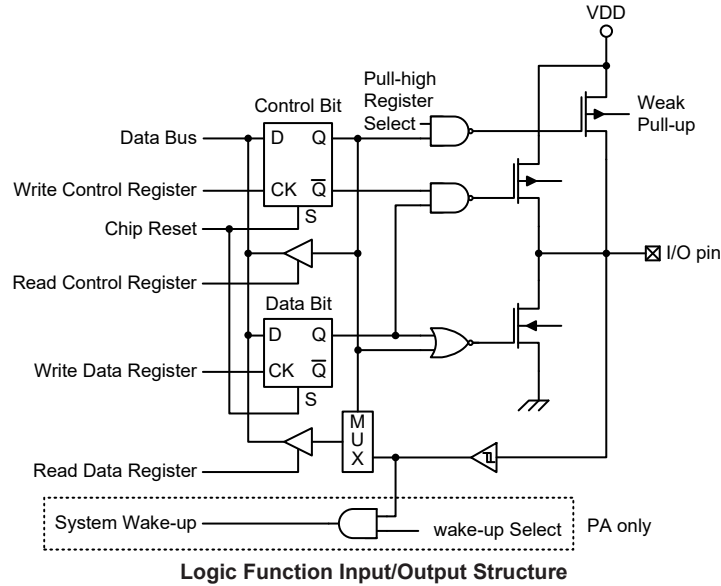 VDD
Control Bit
Pull-high
Register
Select
Weak
Pull-up
Data Bus
D
Q
Write Control Register
CK
Q
S
Chip Reset
I/O pin
Read Control Register
Data Bit
D
Q
Write Data Register
CK
Q
S
M
U
X
Read Data Register
System Wake-up
wake-up Select
PA only
Logic Function Input/Output Structure